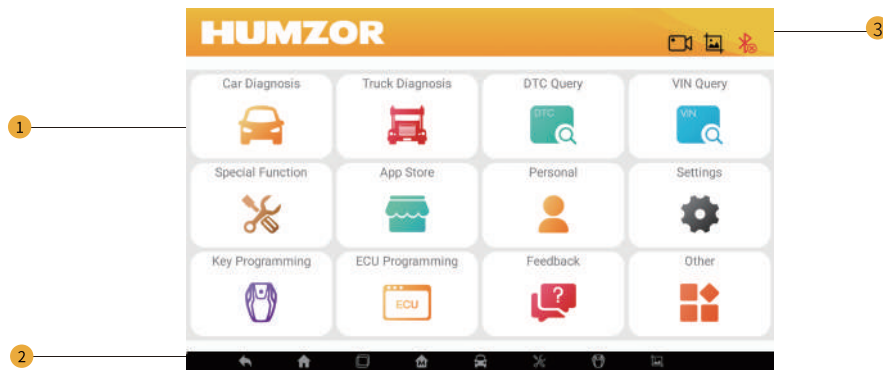 HUMZOR
3
Car Diagnosis
Truck Diagnosis
DTC Query
VIN Query
DTC
VIN
1
Special Function
App Store
Personal
Settings
Key Programming
ECU Programming
Feedback
Other
?
ECU
2
M